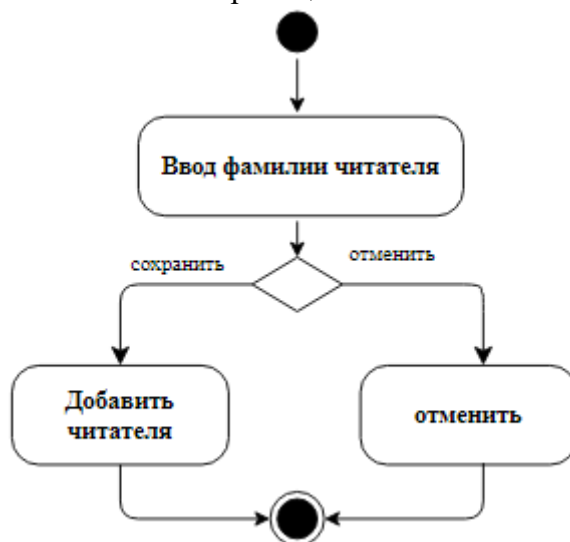 Ввод фамилии читателя
сохранить
отменить
Добавить
читателя
отменить